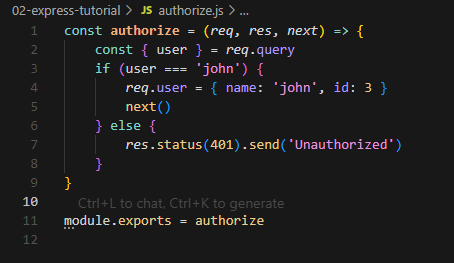 02-express-tutorial > JS authorize.js > ...
1 const authorize = (req, res, next) => {
2 const { user } = req.query
3 if (user === 'john') {
4 req.user = { name: 'john', id: 3 }
5 next()
6 } else {
7 res.status(401).send('Unauthorized')
8 }
9 }
10 Ctrl+L to chat, Ctrl+K to generate
11 module.exports = authorize
12